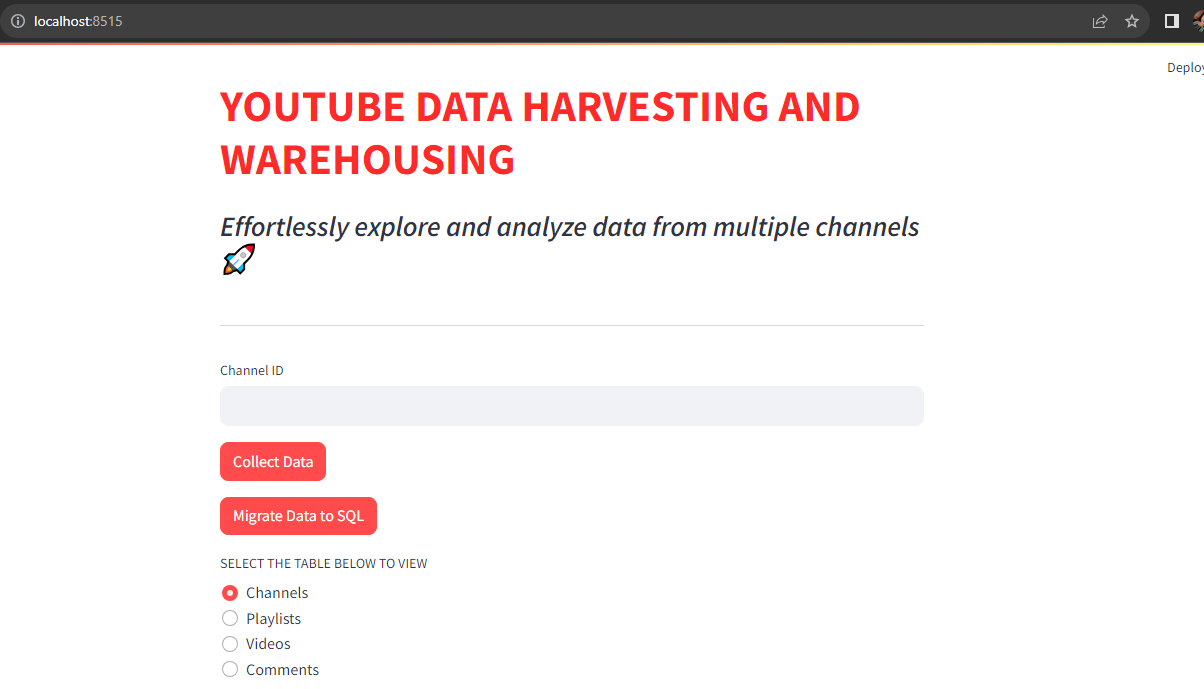 localhost:8515
Deploy
YOUTUBE DATA HARVESTING AND
WAREHOUSING
Effortlessly explore and analyze data from multiple channels
🚀
Channel ID
Collect Data
Migrate Data to SQL
SELECT THE TABLE BELOW TO VIEW
Channels
Playlists
Videos
Comments